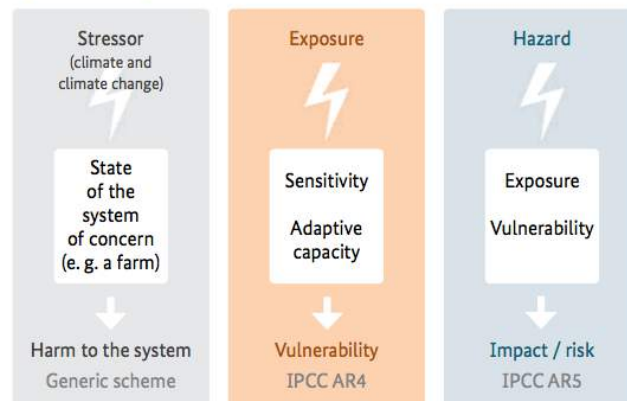 Stressor
(climate and
climate change)
State
of the
system
of concern
(e. g. a farm)
Harm to the system
Generic scheme
Exposure
Sensitivity
Adaptive
capacity
Vulnerability
IPCC AR4
Hazard
Exposure
Vulnerability
Impact / risk
IPCC AR5